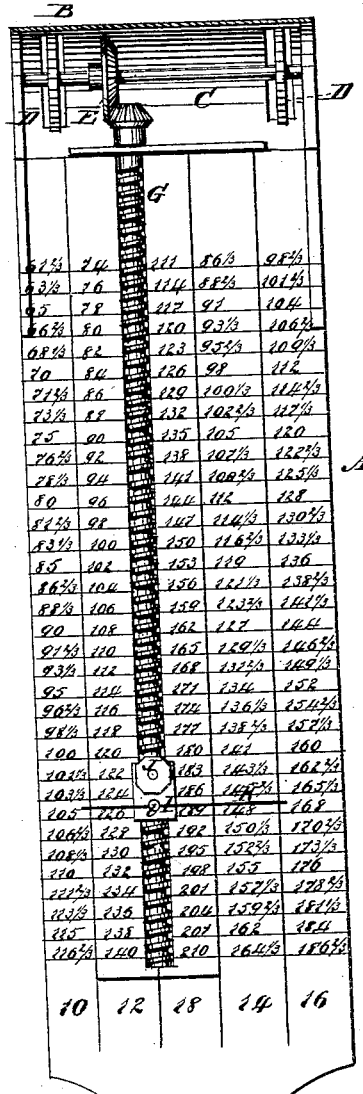 B
C
D E D
G
61⅔ 74 111 86⅓ 98⅔
63⅓ 76 114 88⅔ 101⅓
65 78 117 91 104
66⅔ 80 120 93⅓ 106⅔
68⅓ 82 123 95⅔ 109⅓
70 84 126 98 112
71⅔ 86 129 100⅓ 114⅔
73⅓ 88 132 102⅔ 117⅓
75 90 135 105 120
76⅔ 92 138 107⅓ 122⅔
78⅓ 94 141 109⅔ 125⅓
A
80 96 144 112 128
81⅔ 98 147 114⅓ 130⅔
83⅓ 100 150 116⅔ 133⅓
85 102 153 119 136
86⅔ 104 156 121⅓ 138⅔
88⅓ 106 159 123⅔ 141⅓
90 108 162 127 144
91⅔ 110 165 129⅓ 146⅔
93⅓ 112 168 132⅔ 149⅓
95 114 171 134 152
96⅔ 116 174 136⅓ 154⅔
98⅓ 118 177 138⅔ 157⅓
100 120 180 141 160
101⅔ 122 183 143⅓ 162⅔
103⅓ 124 186 145⅔ 165⅓
105 126 189 148 168
106⅔ 128 192 150⅓ 170⅔
108⅓ 130 195 152⅔ 173⅓
110 132 198 155 176
111⅔ 134 201 157⅓ 178⅔
113⅓ 136 204 159⅔ 181⅓
115 138 207 162 184
116⅔ 140 210 164⅓ 186⅔
10 12 18 14 16